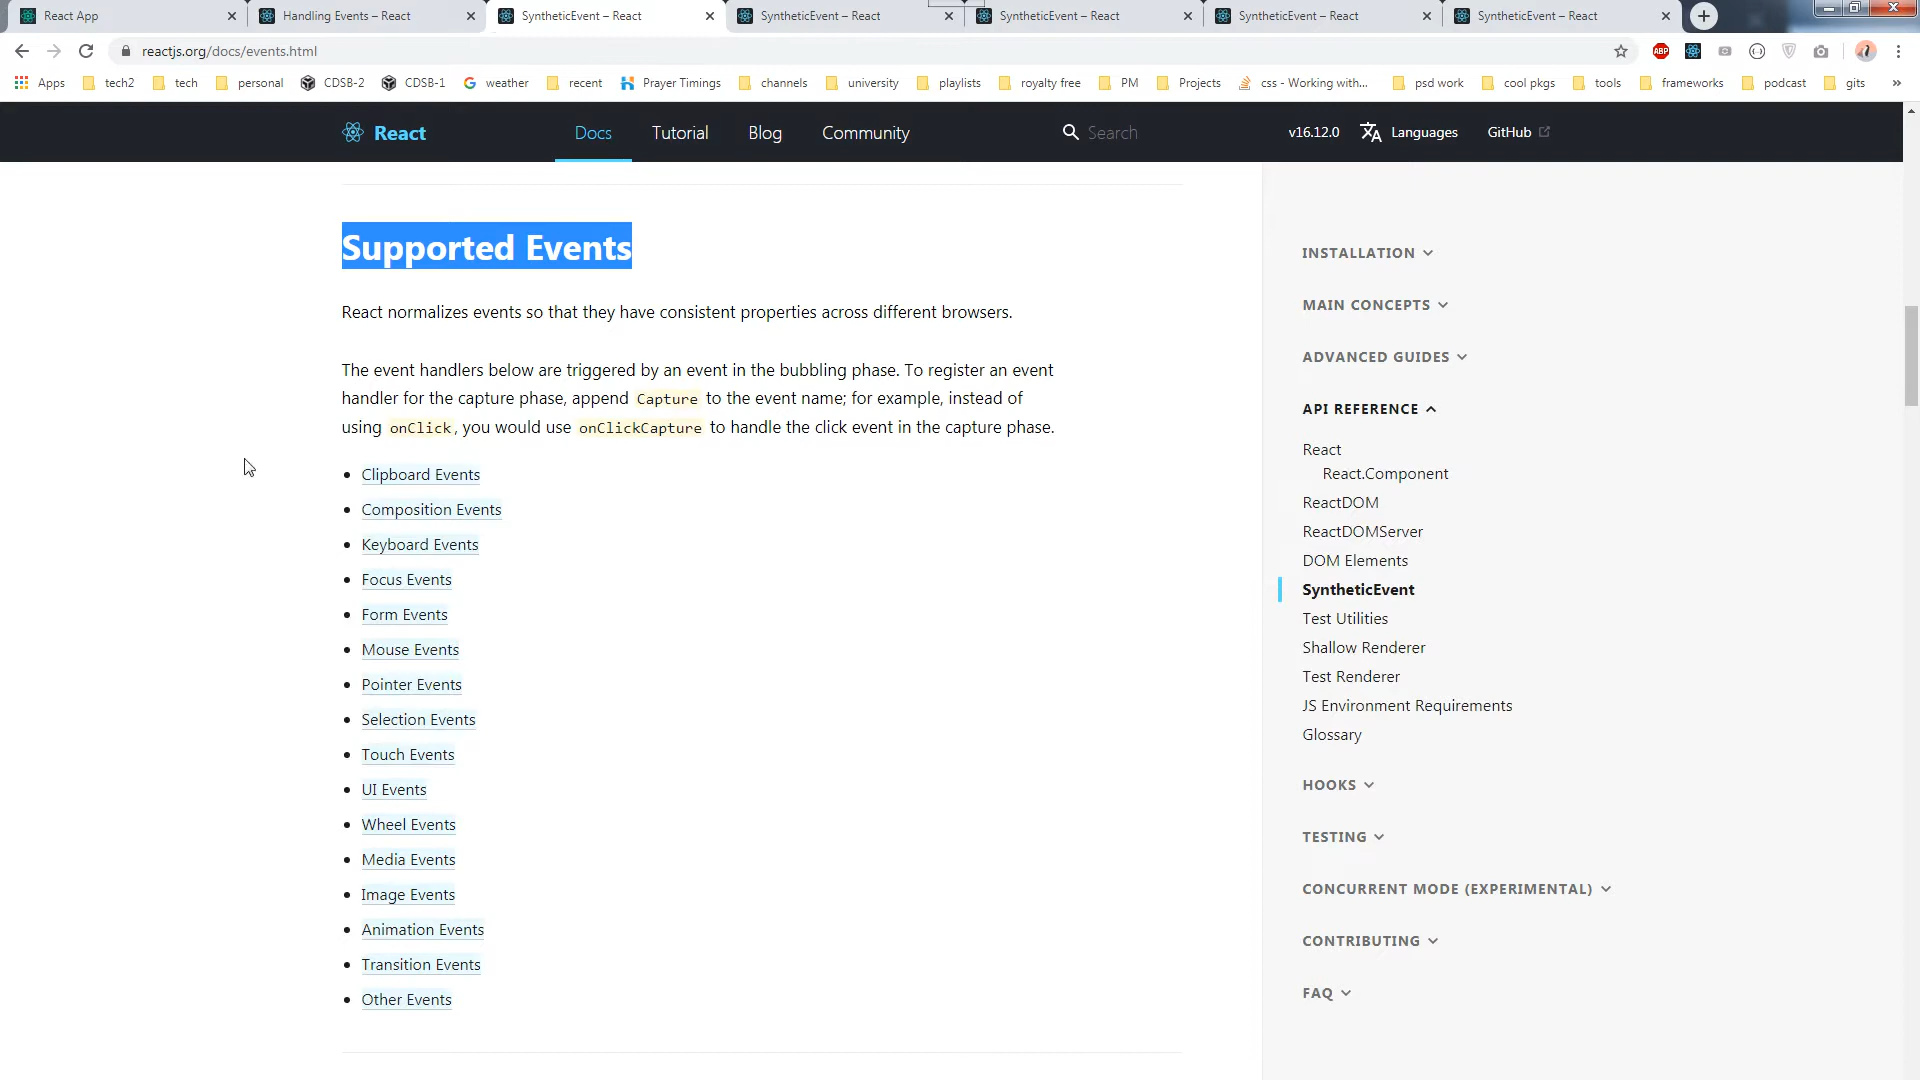 React App
Handling Events – React
SyntheticEvent – React
SyntheticEvent – React
SyntheticEvent – React
SyntheticEvent – React
SyntheticEvent – React
reactjs.org/docs/events.html
ABP
Apps tech2 tech personal CDSB-2 CDSB-1 weather recent Prayer Timings channels university playlists royalty free PM Projects css - Working with... psd work cool pkgs tools frameworks podcast gits »
React Docs Tutorial Blog Community Search v16.12.0 Languages GitHub
Supported Events
React normalizes events so that they have consistent properties across different browsers.
The event handlers below are triggered by an event in the bubbling phase. To register an event
handler for the capture phase, append Capture to the event name; for example, instead of
using onClick, you would use onClickCapture to handle the click event in the capture phase.
• Clipboard Events
• Composition Events
• Keyboard Events
• Focus Events
• Form Events
• Mouse Events
• Pointer Events
• Selection Events
• Touch Events
• UI Events
• Wheel Events
• Media Events
• Image Events
• Animation Events
• Transition Events
• Other Events
INSTALLATION
MAIN CONCEPTS
ADVANCED GUIDES
API REFERENCE
React
React.Component
ReactDOM
ReactDOMServer
DOM Elements
SyntheticEvent
Test Utilities
Shallow Renderer
Test Renderer
JS Environment Requirements
Glossary
HOOKS
TESTING
CONCURRENT MODE (EXPERIMENTAL)
CONTRIBUTING
FAQ